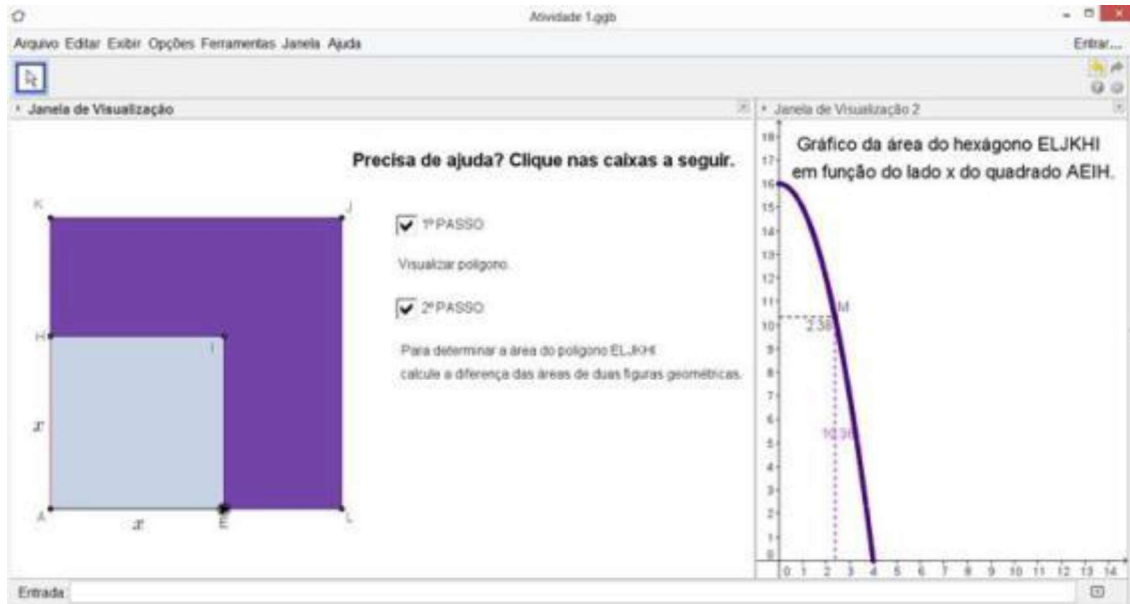 Atividade 1.ggb
Arquivo Editar Exibir Opções Ferramentas Janela Ajuda
Entrar...
Janela de Visualização
Janela de Visualização 2
Precisa de ajuda? Clique nas caixas a seguir.
1º PASSO
Visualizar polígono.
2º PASSO
Para determinar a área do polígono ELJKHI
calcule a diferença das áreas de duas figuras geométricas.
K
J
H
I
x
A
x
E
L
Gráfico da área do hexágono ELJKHI
em função do lado x do quadrado AEIH.
18
17
16
15
14
13
12
11
M
10
2.38
9
8
7
6
5
10.36
4
3
2
1
0
0 1 2 3 4 5 6 7 8 9 10 11 12 13 14
Entrada: